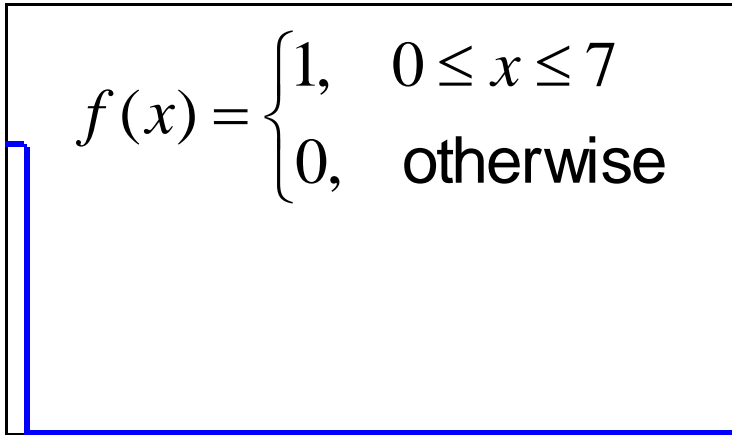 f(x) = { 1, 0 ≤ x ≤ 7
0, otherwise